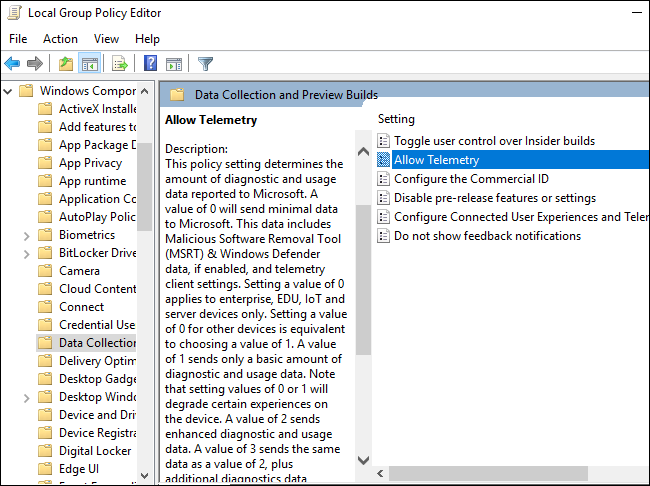 Local Group Policy Editor
File Action View Help
Windows Compo
ActiveX Installe
Add features to
App Package D
App Privacy
App runtime
Application Co
AutoPlay Polic
Biometrics
BitLocker Drive
Camera
Cloud Content
Connect
Credential Use
Data Collection
Delivery Optim
Desktop Gadge
Desktop Windo
Device and Dri
Device Registra
Digital Locker
Edge UI
Data Collection and Preview Builds
Allow Telemetry
Description:
This policy setting determines the
amount of diagnostic and usage
data reported to Microsoft. A
value of 0 will send minimal data
to Microsoft. This data includes
Malicious Software Removal Tool
(MSRT) & Windows Defender
data, if enabled, and telemetry
client settings. Setting a value of 0
applies to enterprise, EDU, IoT and
server devices only. Setting a value
of 0 for other devices is equivalent
to choosing a value of 1. A value
of 1 sends only a basic amount of
diagnostic and usage data. Note
that setting values of 0 or 1 will
degrade certain experiences on
the device. A value of 2 sends
enhanced diagnostic and usage
data. A value of 3 sends the same
data as a value of 2, plus
additional diagnostics data
Setting
Toggle user control over Insider builds
Allow Telemetry
Configure the Commercial ID
Disable pre-release features or settings
Configure Connected User Experiences and Telem
Do not show feedback notifications